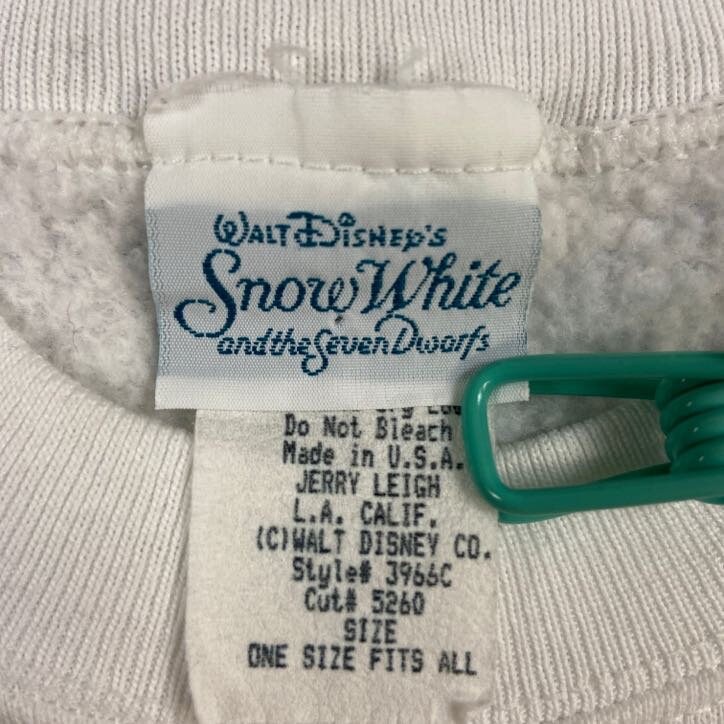 WALT DISNEY'S
Snow White
and the Seven Dwarfs
Do Not Bleach
Made in U.S.A.
JERRY LEIGH
L.A. CALIF.
(C)WALT DISNEY CO.
Style# 3966C
Cut# 5260
SIZE
ONE SIZE FITS ALL